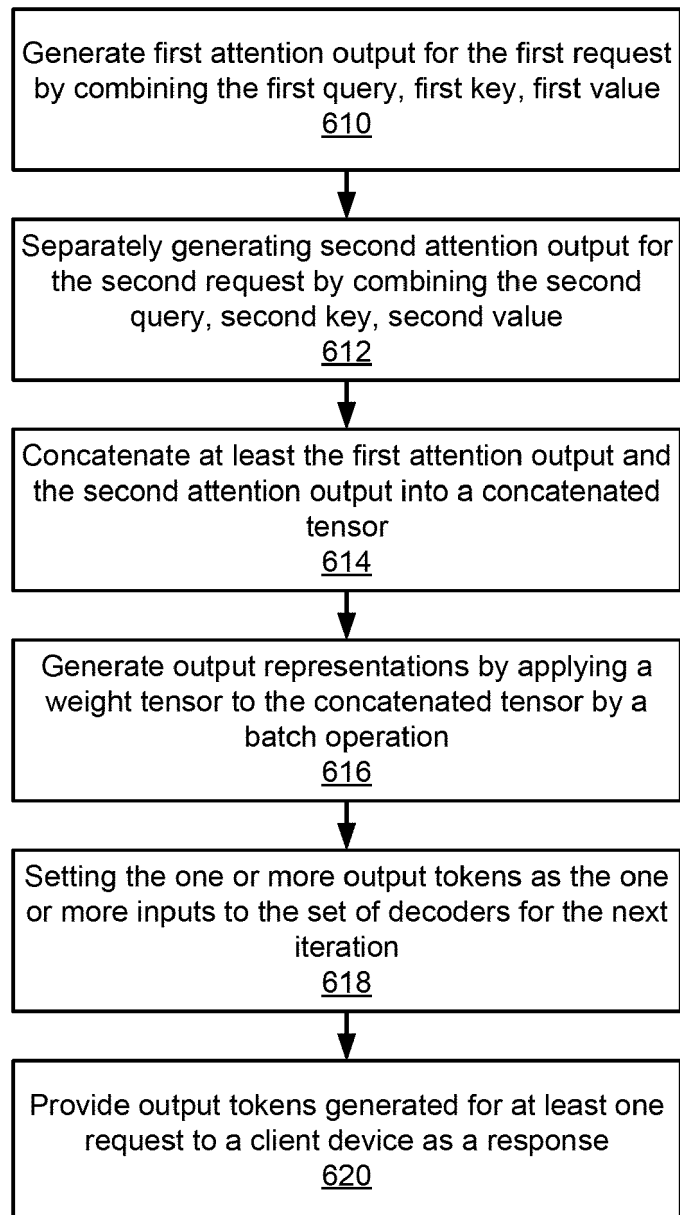 Generate first attention output for the first request
by combining the first query, first key, first value
610
Separately generating second attention output for
the second request by combining the second
query, second key, second value
612
Concatenate at least the first attention output and
the second attention output into a concatenated
tensor
614
Generate output representations by applying a
weight tensor to the concatenated tensor by a
batch operation
616
Setting the one or more output tokens as the one
or more inputs to the set of decoders for the next
iteration
618
Provide output tokens generated for at least one
request to a client device as a response
620